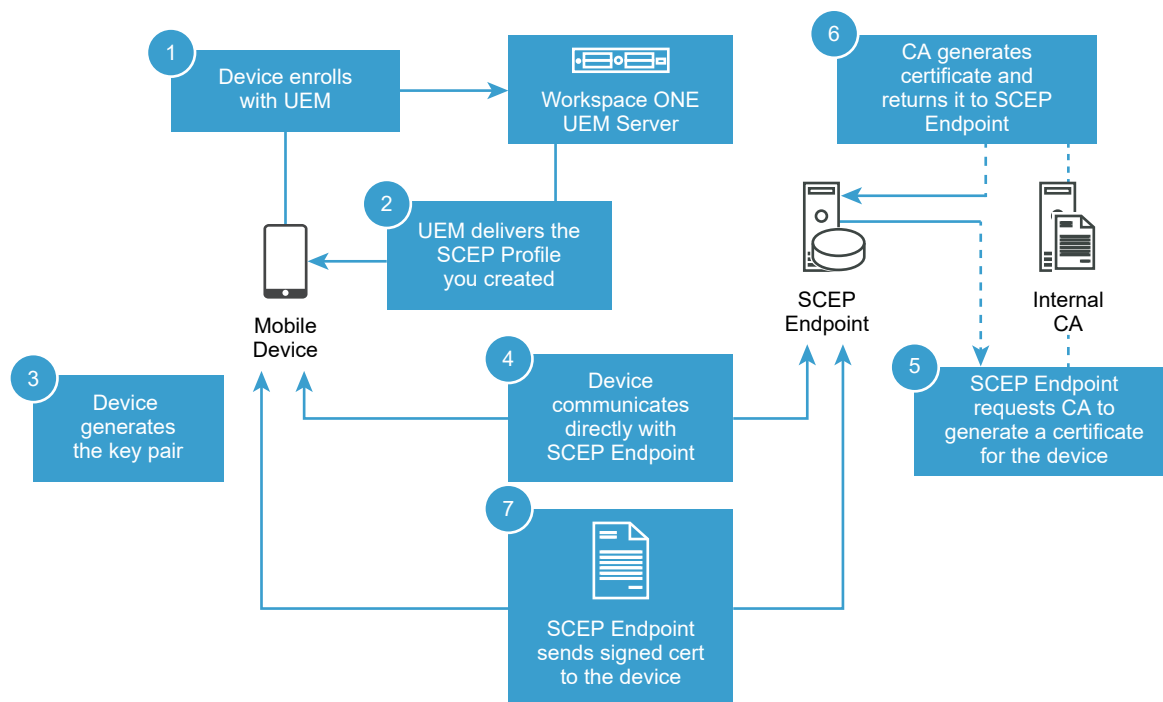 1
Device enrolls
with UEM
Workspace ONE
UEM Server
6
CA generates
certificate and
returns it to SCEP
Endpoint
2
UEM delivers the
SCEP Profile
you created
Mobile
Device
SCEP
Endpoint
Internal
CA
3
Device
generates
the key pair
4
Device
communicates
directly with
SCEP Endpoint
5
SCEP Endpoint
requests CA to
generate a certificate
for the device
7
SCEP Endpoint
sends signed cert
to the device